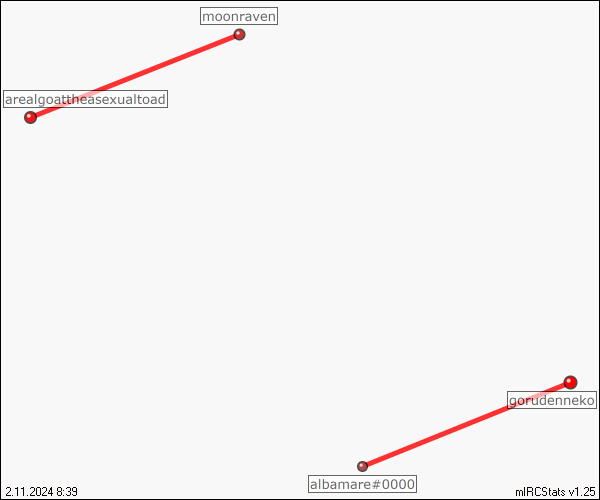 moonraven
arealgoattheasexualtoad
gorudenneko
albamare#0000
2.11.2024 8:39
mIRCStats v1.25